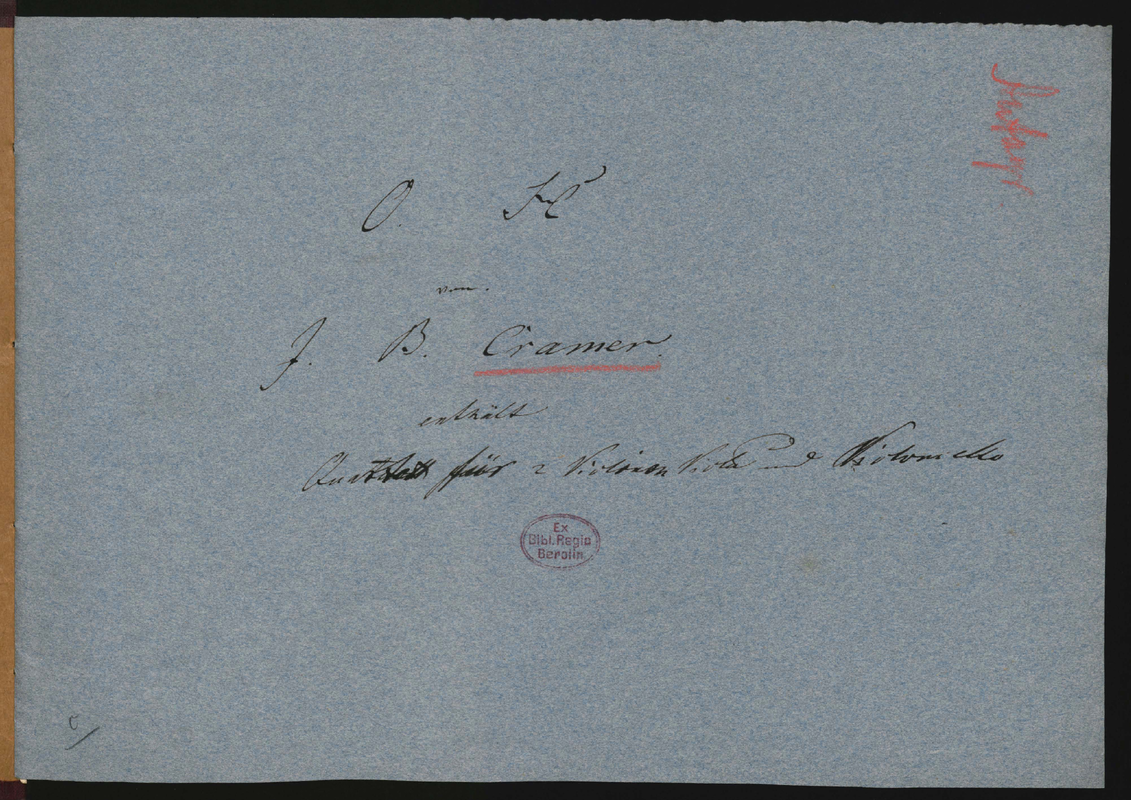 O.
von.
J. B. Cramer.
enthält
Quartett für 2 Violinen Viola und Violoncello
Ex
Bibl. Regia
Berolin.